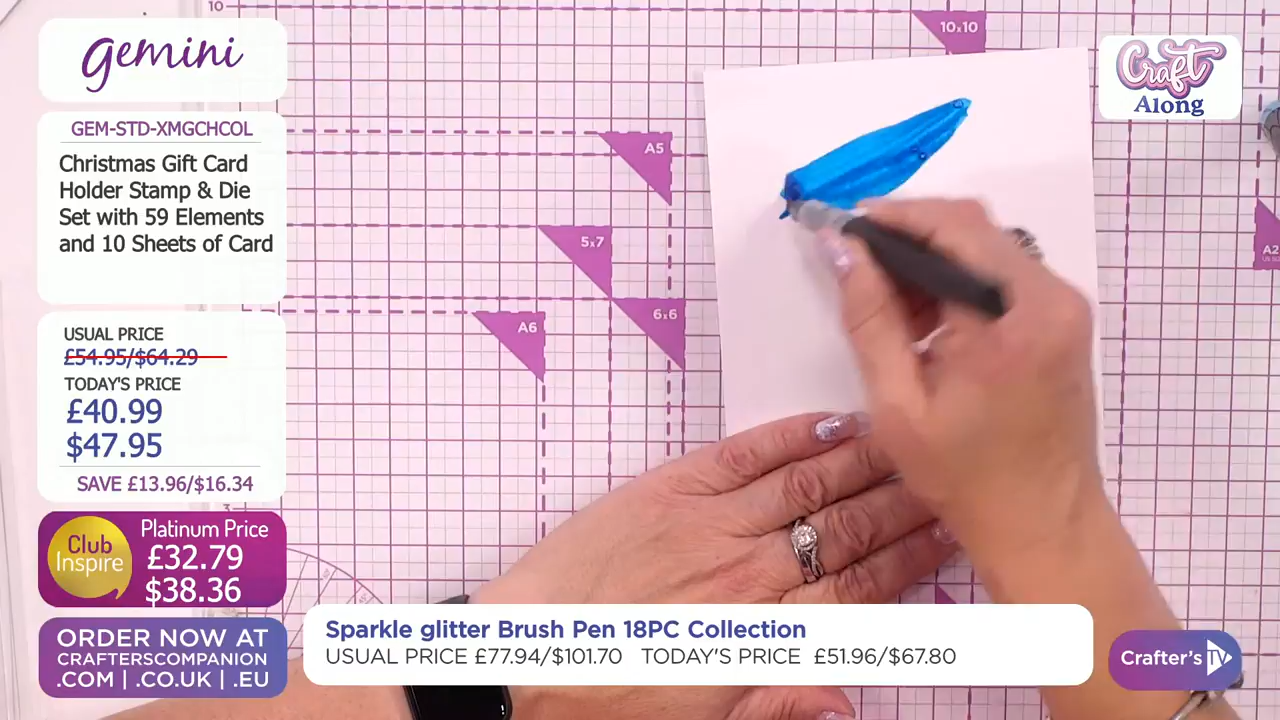 gemini
GEM-STD-XMGCHCOL
Christmas Gift Card
Holder Stamp & Die
Set with 59 Elements
and 10 Sheets of Card
USUAL PRICE
£54.95/$64.29
TODAY'S PRICE
£40.99
$47.95
SAVE £13.96/$16.34
Club
Inspire
Platinum Price
£32.79
$38.36
ORDER NOW AT
CRAFTERSCOMPANION
.COM | .CO.UK | .EU
10
10x10
A5
5x7
6x6
A6
A2
Craft
Along
Sparkle glitter Brush Pen 18PC Collection
USUAL PRICE £77.94/$101.70 TODAY'S PRICE £51.96/$67.80
Crafter's TV